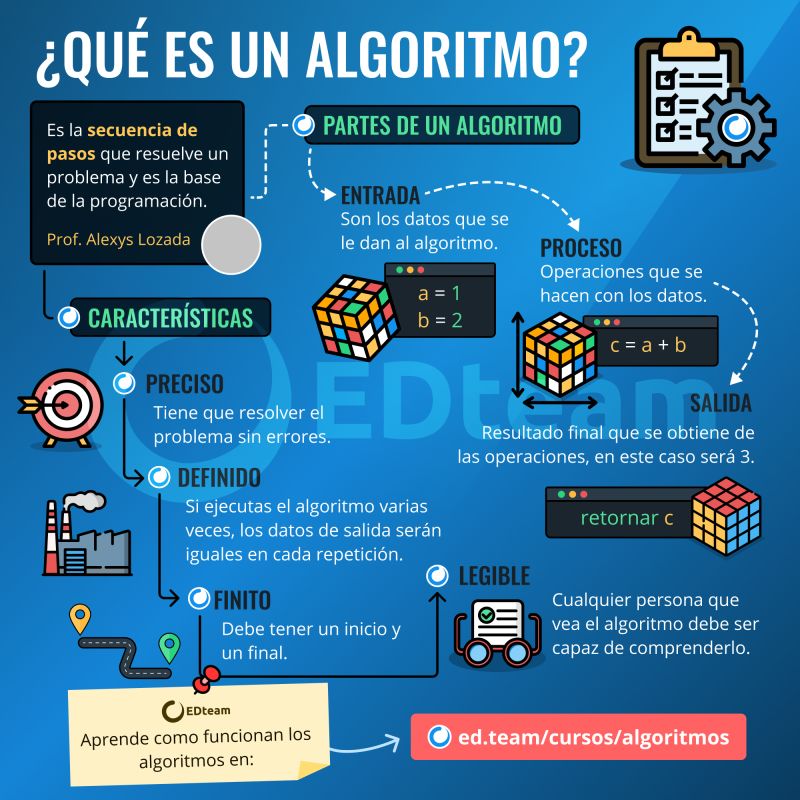 ¿QUÉ ES UN ALGORITMO?
Es la secuencia de
pasos que resuelve un
problema y es la base
de la programación.
Prof. Alexys Lozada
PARTES DE UN ALGORITMO
ENTRADA
Son los datos que se
le dan al algoritmo.
a = 1
b = 2
PROCESO
Operaciones que se
hacen con los datos.
c = a + b
SALIDA
Resultado final que se obtiene de
las operaciones, en este caso será 3.
retornar c
CARACTERÍSTICAS
PRECISO
Tiene que resolver el
problema sin errores.
DEFINIDO
Si ejecutas el algoritmo varias
veces, los datos de salida serán
iguales en cada repetición.
FINITO
Debe tener un inicio y
un final.
LEGIBLE
Cualquier persona que
vea el algoritmo debe ser
capaz de comprenderlo.
EDteam
EDteam
Aprende como funcionan los
algoritmos en:
ed.team/cursos/algoritmos